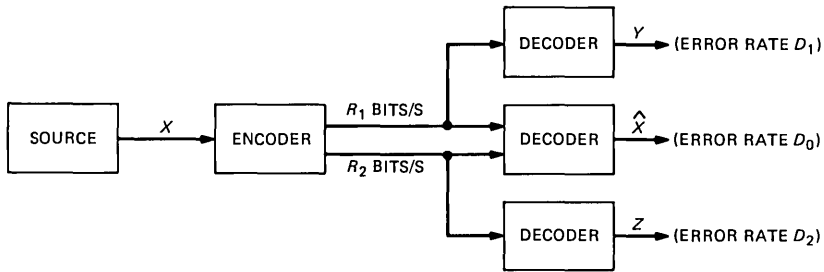 DECODER
Y
(ERROR RATE D₁)
SOURCE
X
ENCODER
R₁ BITS/S
R₂ BITS/S
DECODER
X̂
(ERROR RATE D₀)
DECODER
Z
(ERROR RATE D₂)